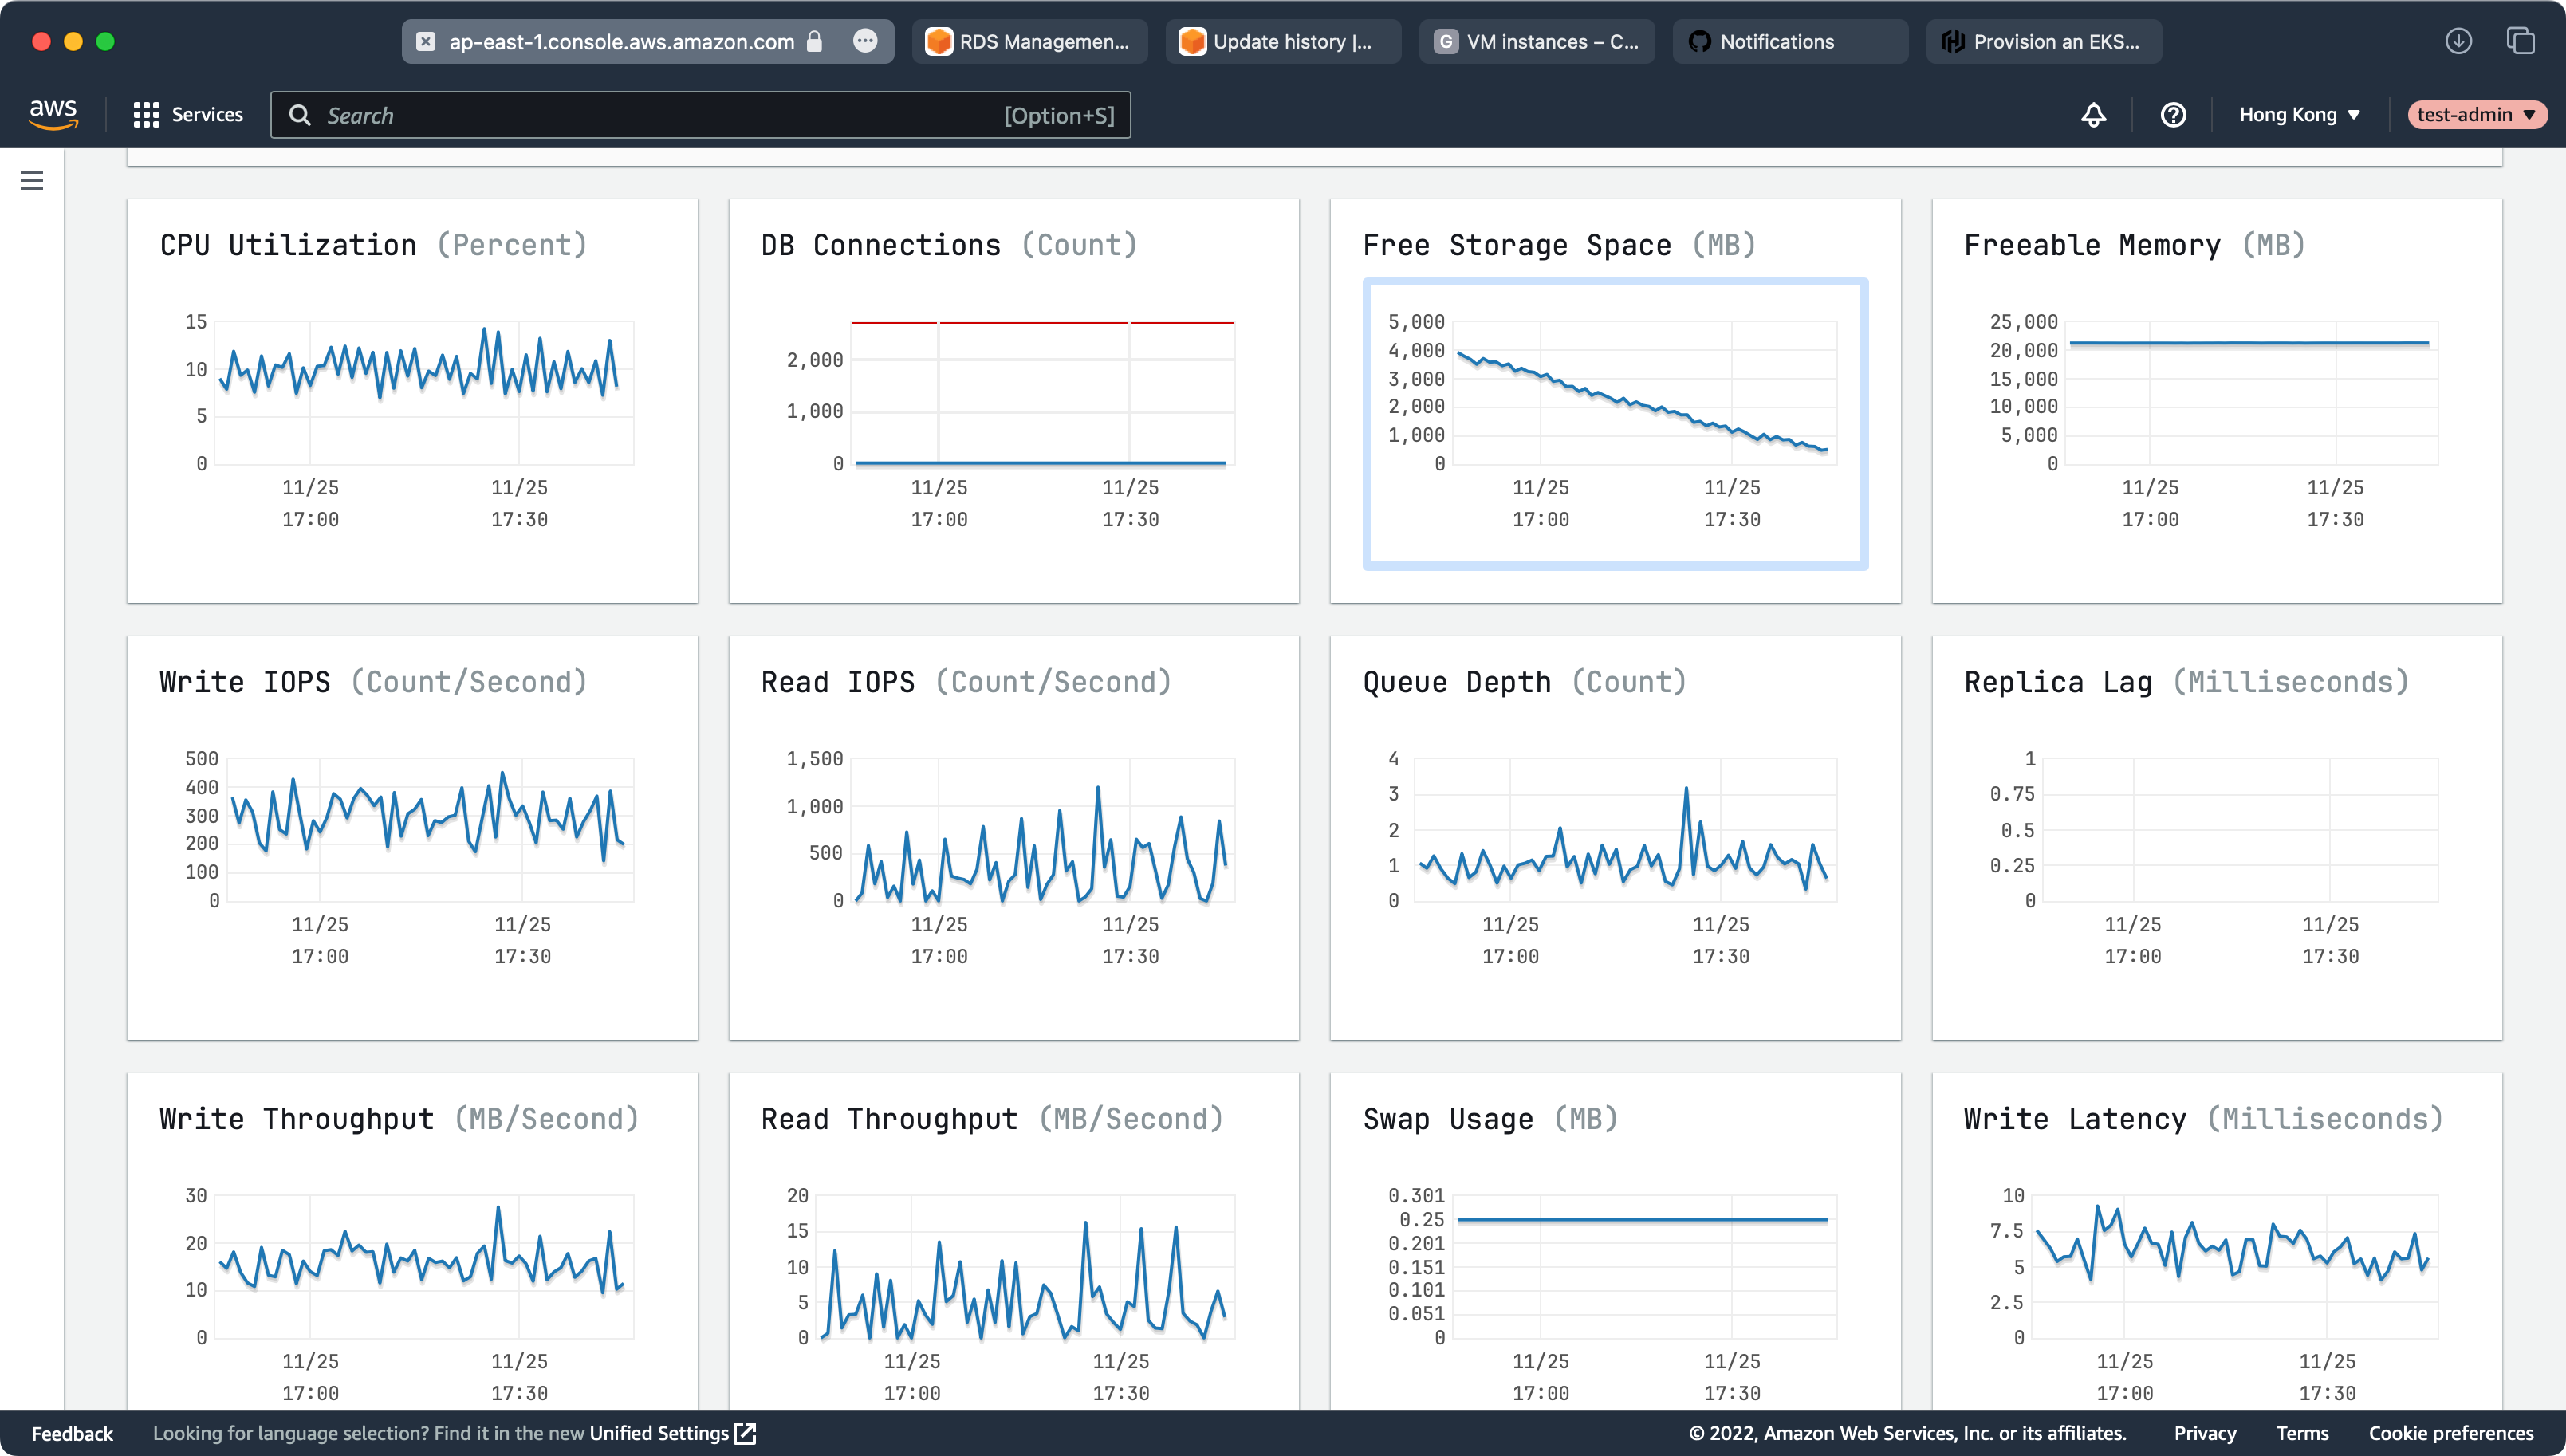 ap-east-1.console.aws.amazon.com
RDS Managemen...
Update history |...
G VM instances – C...
Notifications
Provision an EKS...
aws
Services
Search [Option+S]
Hong Kong
test-admin
CPU Utilization (Percent)
15
10
5
0
11/25 11/25
17:00 17:30
DB Connections (Count)
2,000
1,000
0
11/25 11/25
17:00 17:30
Free Storage Space (MB)
5,000
4,000
3,000
2,000
1,000
0
11/25 11/25
17:00 17:30
Freeable Memory (MB)
25,000
20,000
15,000
10,000
5,000
0
11/25 11/25
17:00 17:30
Write IOPS (Count/Second)
500
400
300
200
100
0
11/25 11/25
17:00 17:30
Read IOPS (Count/Second)
1,500
1,000
500
0
11/25 11/25
17:00 17:30
Queue Depth (Count)
4
3
2
1
0
11/25 11/25
17:00 17:30
Replica Lag (Milliseconds)
1
0.75
0.5
0.25
0
11/25 11/25
17:00 17:30
Write Throughput (MB/Second)
30
20
10
0
11/25 11/25
17:00 17:30
Read Throughput (MB/Second)
20
15
10
5
0
11/25 11/25
17:00 17:30
Swap Usage (MB)
0.301
0.25
0.201
0.151
0.101
0.051
0
11/25 11/25
17:00 17:30
Write Latency (Milliseconds)
10
7.5
5
2.5
0
11/25 11/25
17:00 17:30
Feedback
Looking for language selection? Find it in the new Unified Settings
© 2022, Amazon Web Services, Inc. or its affiliates.
Privacy
Terms
Cookie preferences